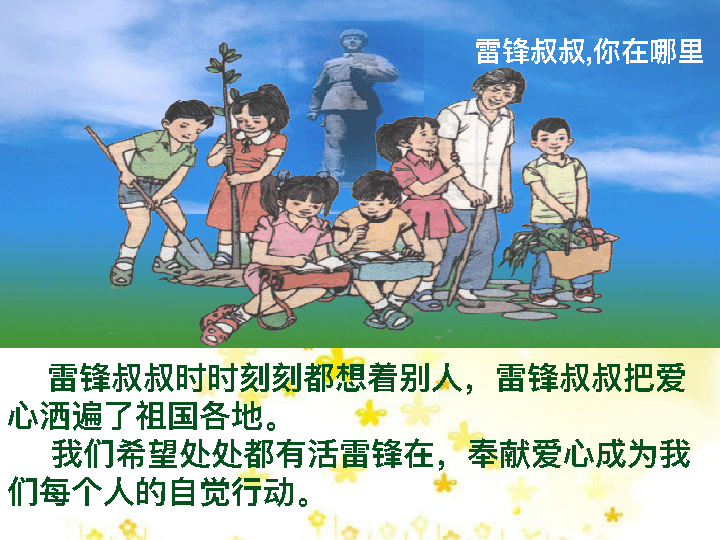 雷锋叔叔,你在哪里
雷锋叔叔时时刻刻都想着别人，雷锋叔叔把爱
心洒遍了祖国各地。
我们希望处处都有活雷锋在，奉献爱心成为我
们每个人的自觉行动。